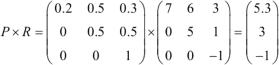 P × R = ( 0.2 0.5 0.3 ) × ( 7 6 3 ) = ( 5.3 )
( 0 0.5 0.5 ) ( 0 5 1 ) ( 3 )
( 0 0 1 ) ( 0 0 -1 ) ( -1 )